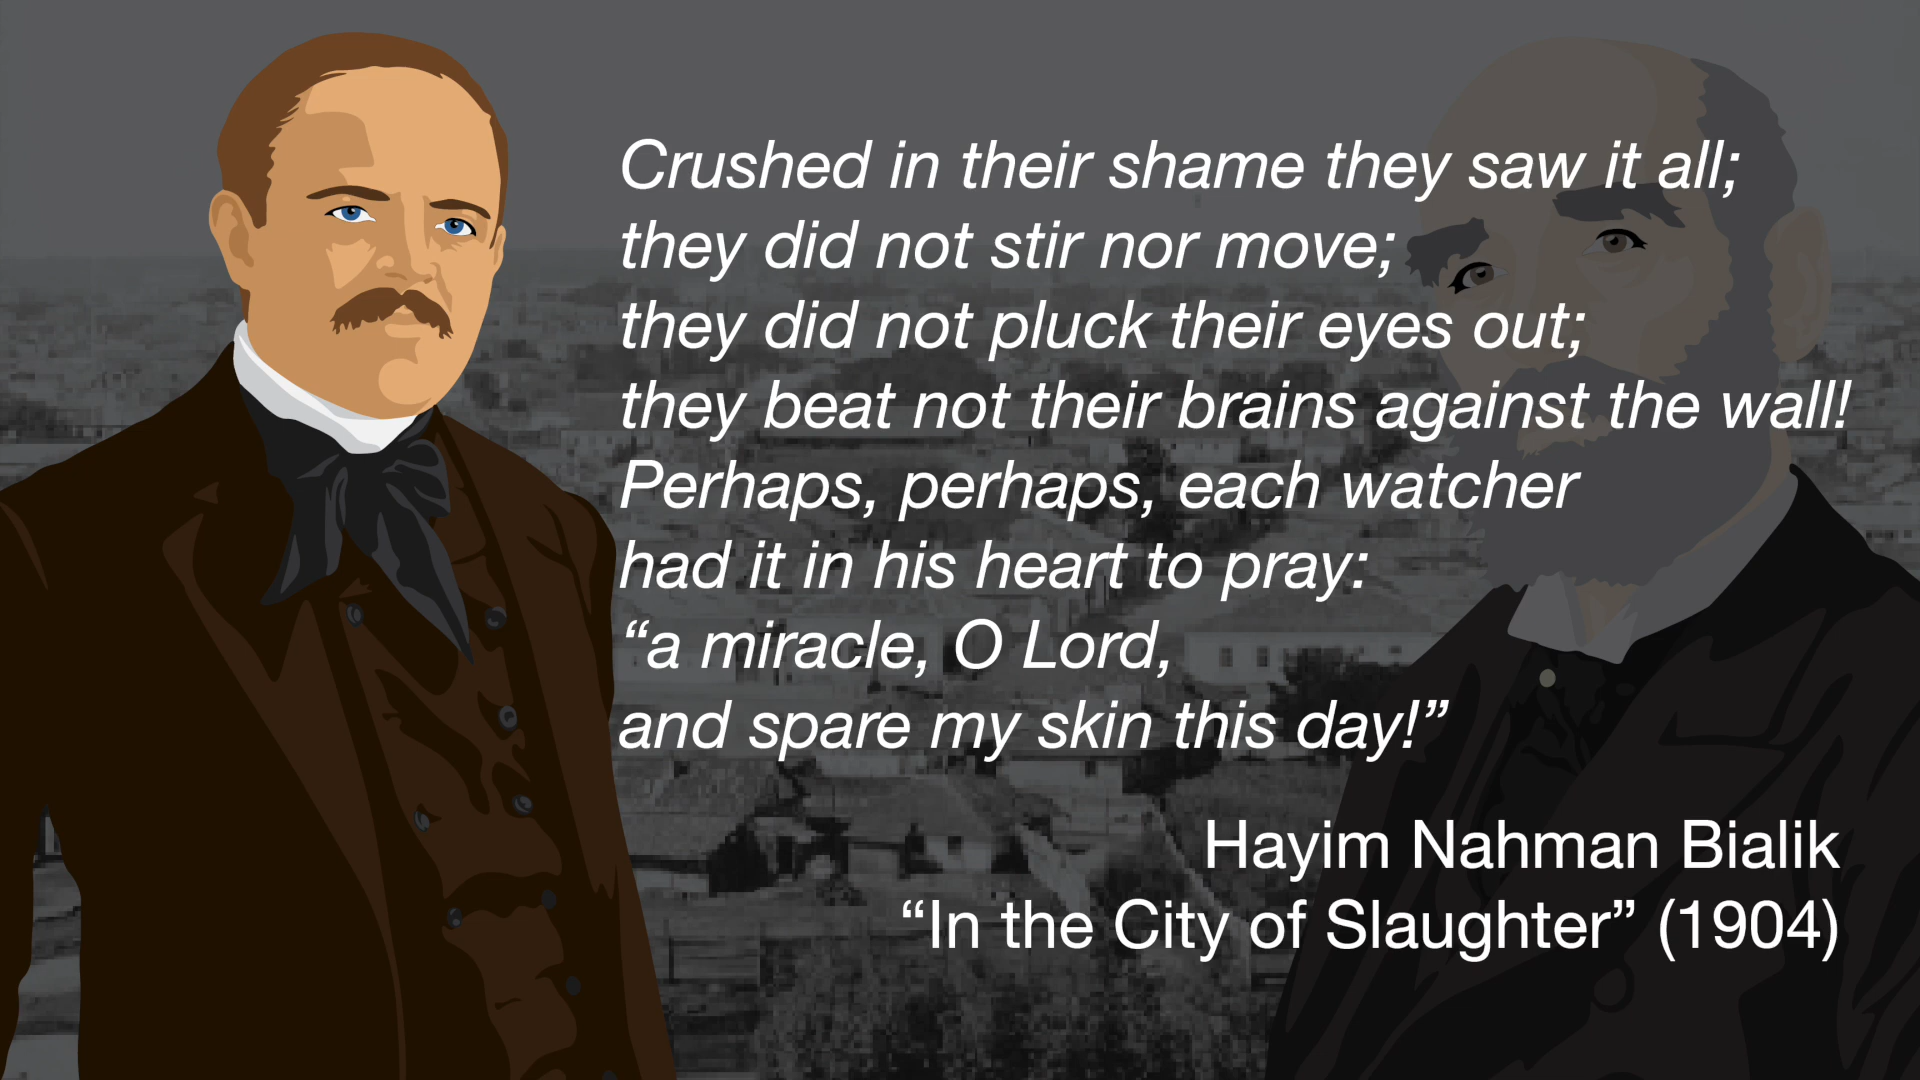 Crushed in their shame they saw it all;
they did not stir nor move;
they did not pluck their eyes out;
they beat not their brains against the wall!
Perhaps, perhaps, each watcher
had it in his heart to pray:
“a miracle, O Lord,
and spare my skin this day!”
Hayim Nahman Bialik
“In the City of Slaughter” (1904)